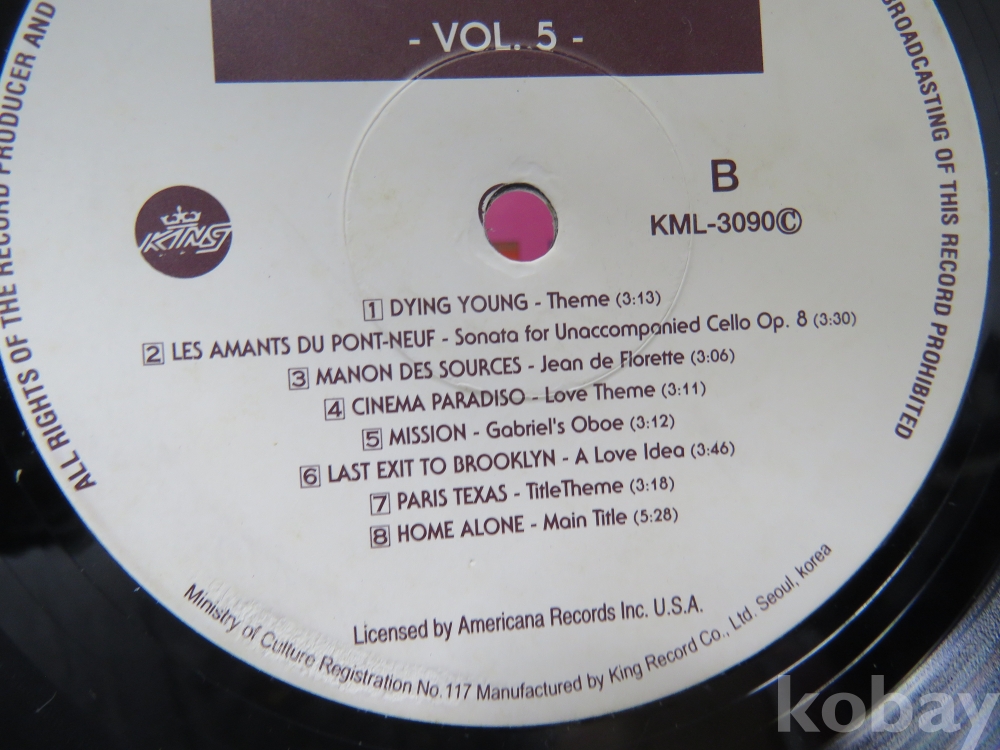 - VOL. 5 -
ALL RIGHTS OF THE RECORD PRODUCER AND
BROADCASTING OF THIS RECORD PROHIBITED
KING
B
KML-3090Ⓒ
1 DYING YOUNG - Theme (3:13)
2 LES AMANTS DU PONT-NEUF - Sonata for Unaccompanied Cello Op. 8 (3:30)
3 MANON DES SOURCES - Jean de Florette (3:06)
4 CINEMA PARADISO - Love Theme (3:11)
5 MISSION - Gabriel's Oboe (3:12)
6 LAST EXIT TO BROOKLYN - A Love Idea (3:46)
7 PARIS TEXAS - TitleTheme (3:18)
8 HOME ALONE - Main Title (5:28)
Licensed by Americana Records Inc. U.S.A.
Ministry of Culture Registration No.117 Manufactured by King Record Co., Ltd. Seoul, korea
kobay